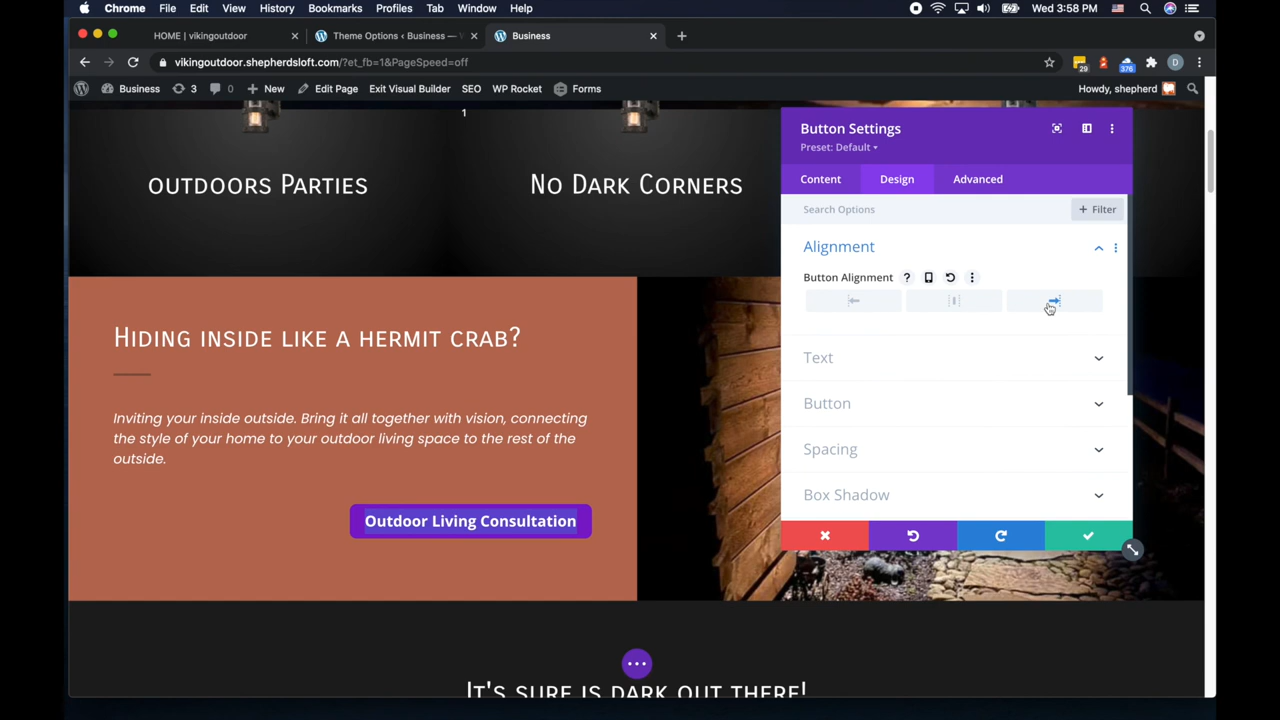 Chrome File Edit View History Bookmarks Profiles Tab Window Help Wed 3:58 PM
HOME | vikingoutdoor Theme Options ‹ Business — Business
vikingoutdoor.shepherdsloft.com/?et_fb=1&PageSpeed=off 29 376 D
Business 3 0 New Edit Page Exit Visual Builder SEO WP Rocket Forms Howdy, shepherd
1
outdoors Parties
No Dark Corners
Button Settings
Preset: Default
Content Design Advanced
Search Options + Filter
Alignment
Button Alignment ?
Text
Button
Spacing
Box Shadow
Hiding inside like a hermit crab?
Inviting your inside outside. Bring it all together with vision, connecting
the style of your home to your outdoor living space to the rest of the
outside.
Outdoor Living Consultation
It's sure is dark out there!